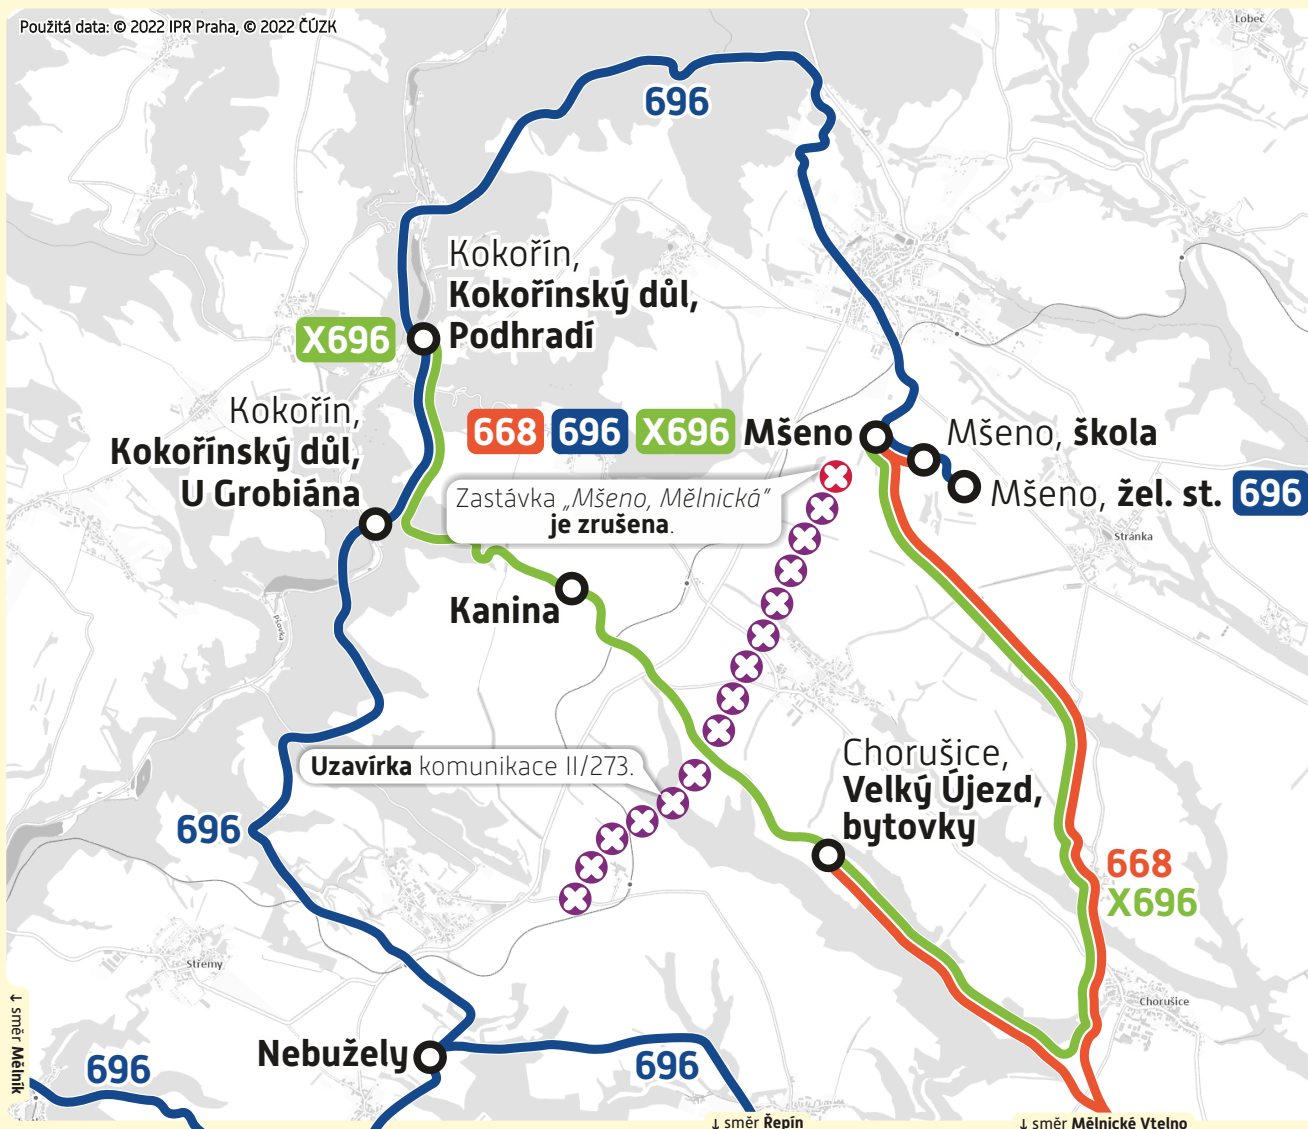 Použitá data: © 2022 IPR Praha, © 2022 ČÚZK
Lobeč
696
Kokořín,
Kokořínský důl,
Podhradí
X696
Kokořín,
Kokořínský důl,
U Grobiána
668 696 X696 Mšeno
Mšeno, škola
Mšeno, žel. st. 696
Zastávka „Mšeno, Mělnická"
je zrušena.
Stránka
Kanina
Pšovka
Uzavírka komunikace II/273.
Chorušice,
Velký Újezd,
bytovky
696
668
X696
Střemy
Chorušice
↓ směr Mělník
Nebužely
696
696
↓ směr Řepín
↓ směr Mělnické Vtelno